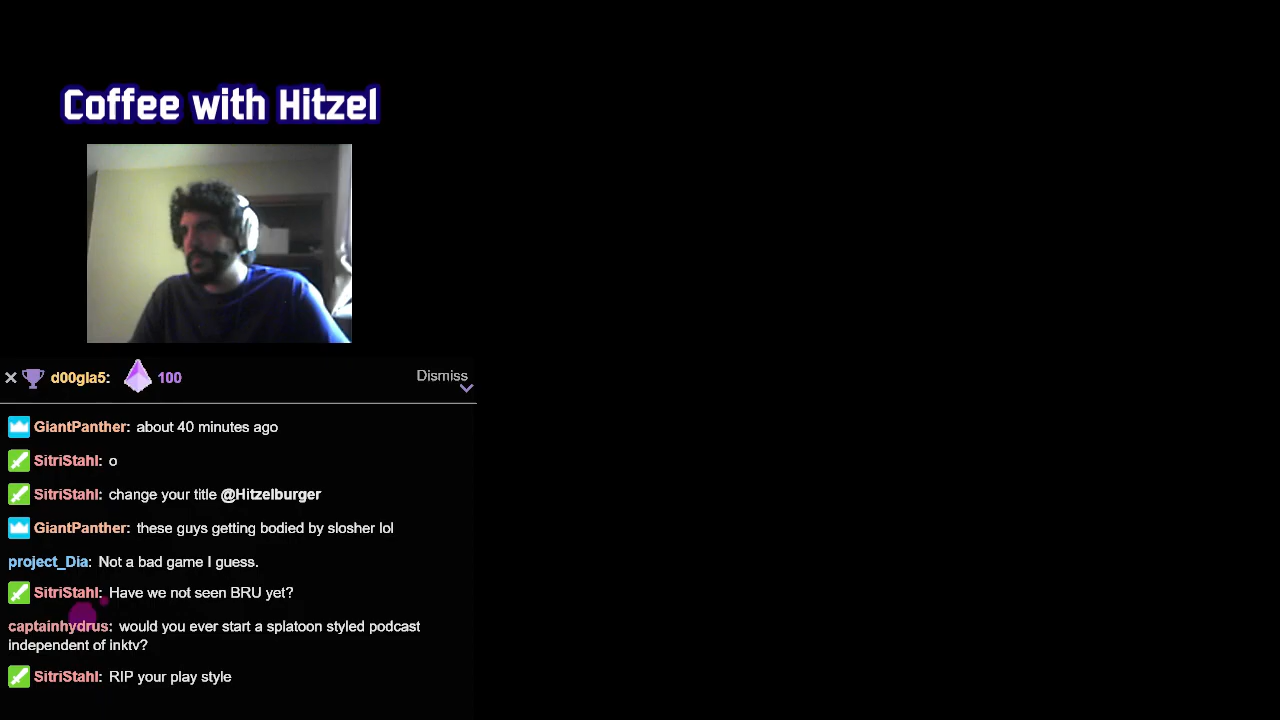 Coffee with Hitzel
d00gla5: 100 Dismiss
GiantPanther: about 40 minutes ago
SitriStahl: o
SitriStahl: change your title @Hitzelburger
GiantPanther: these guys getting bodied by slosher lol
project_Dia: Not a bad game I guess.
SitriStahl: Have we not seen BRU yet?
captainhydrus: would you ever start a splatoon styled podcast
independent of inktv?
SitriStahl: RIP your play style